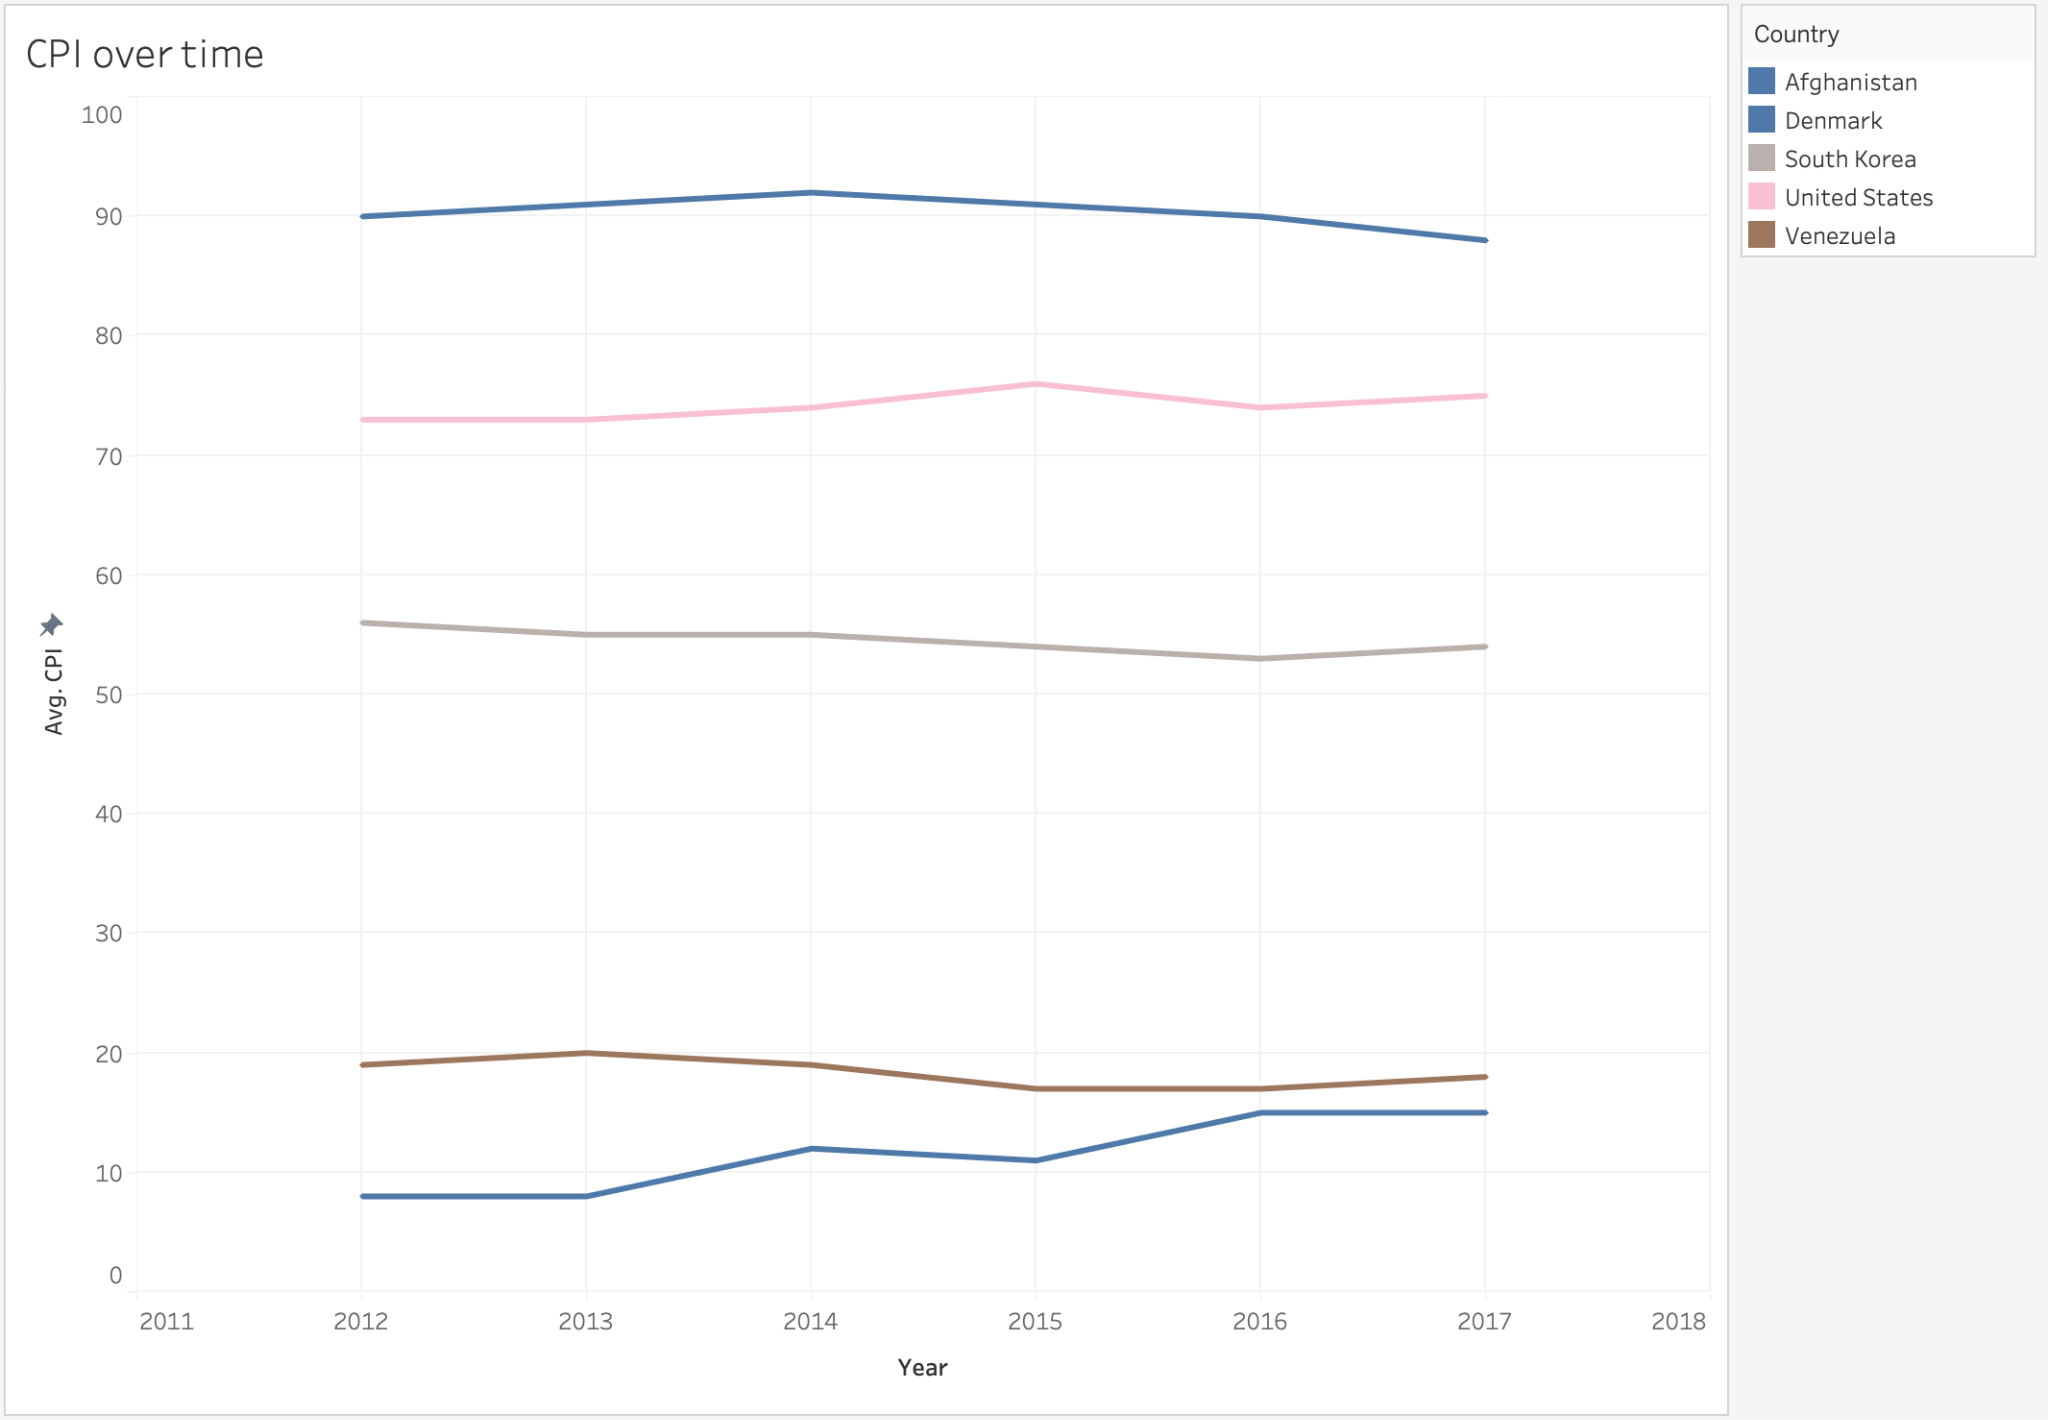 CPI over time
Country
Afghanistan
Denmark
South Korea
United States
Venezuela
100
90
80
70
60
50
40
30
20
10
0
Avg. CPI
2011 2012 2013 2014 2015 2016 2017 2018
Year